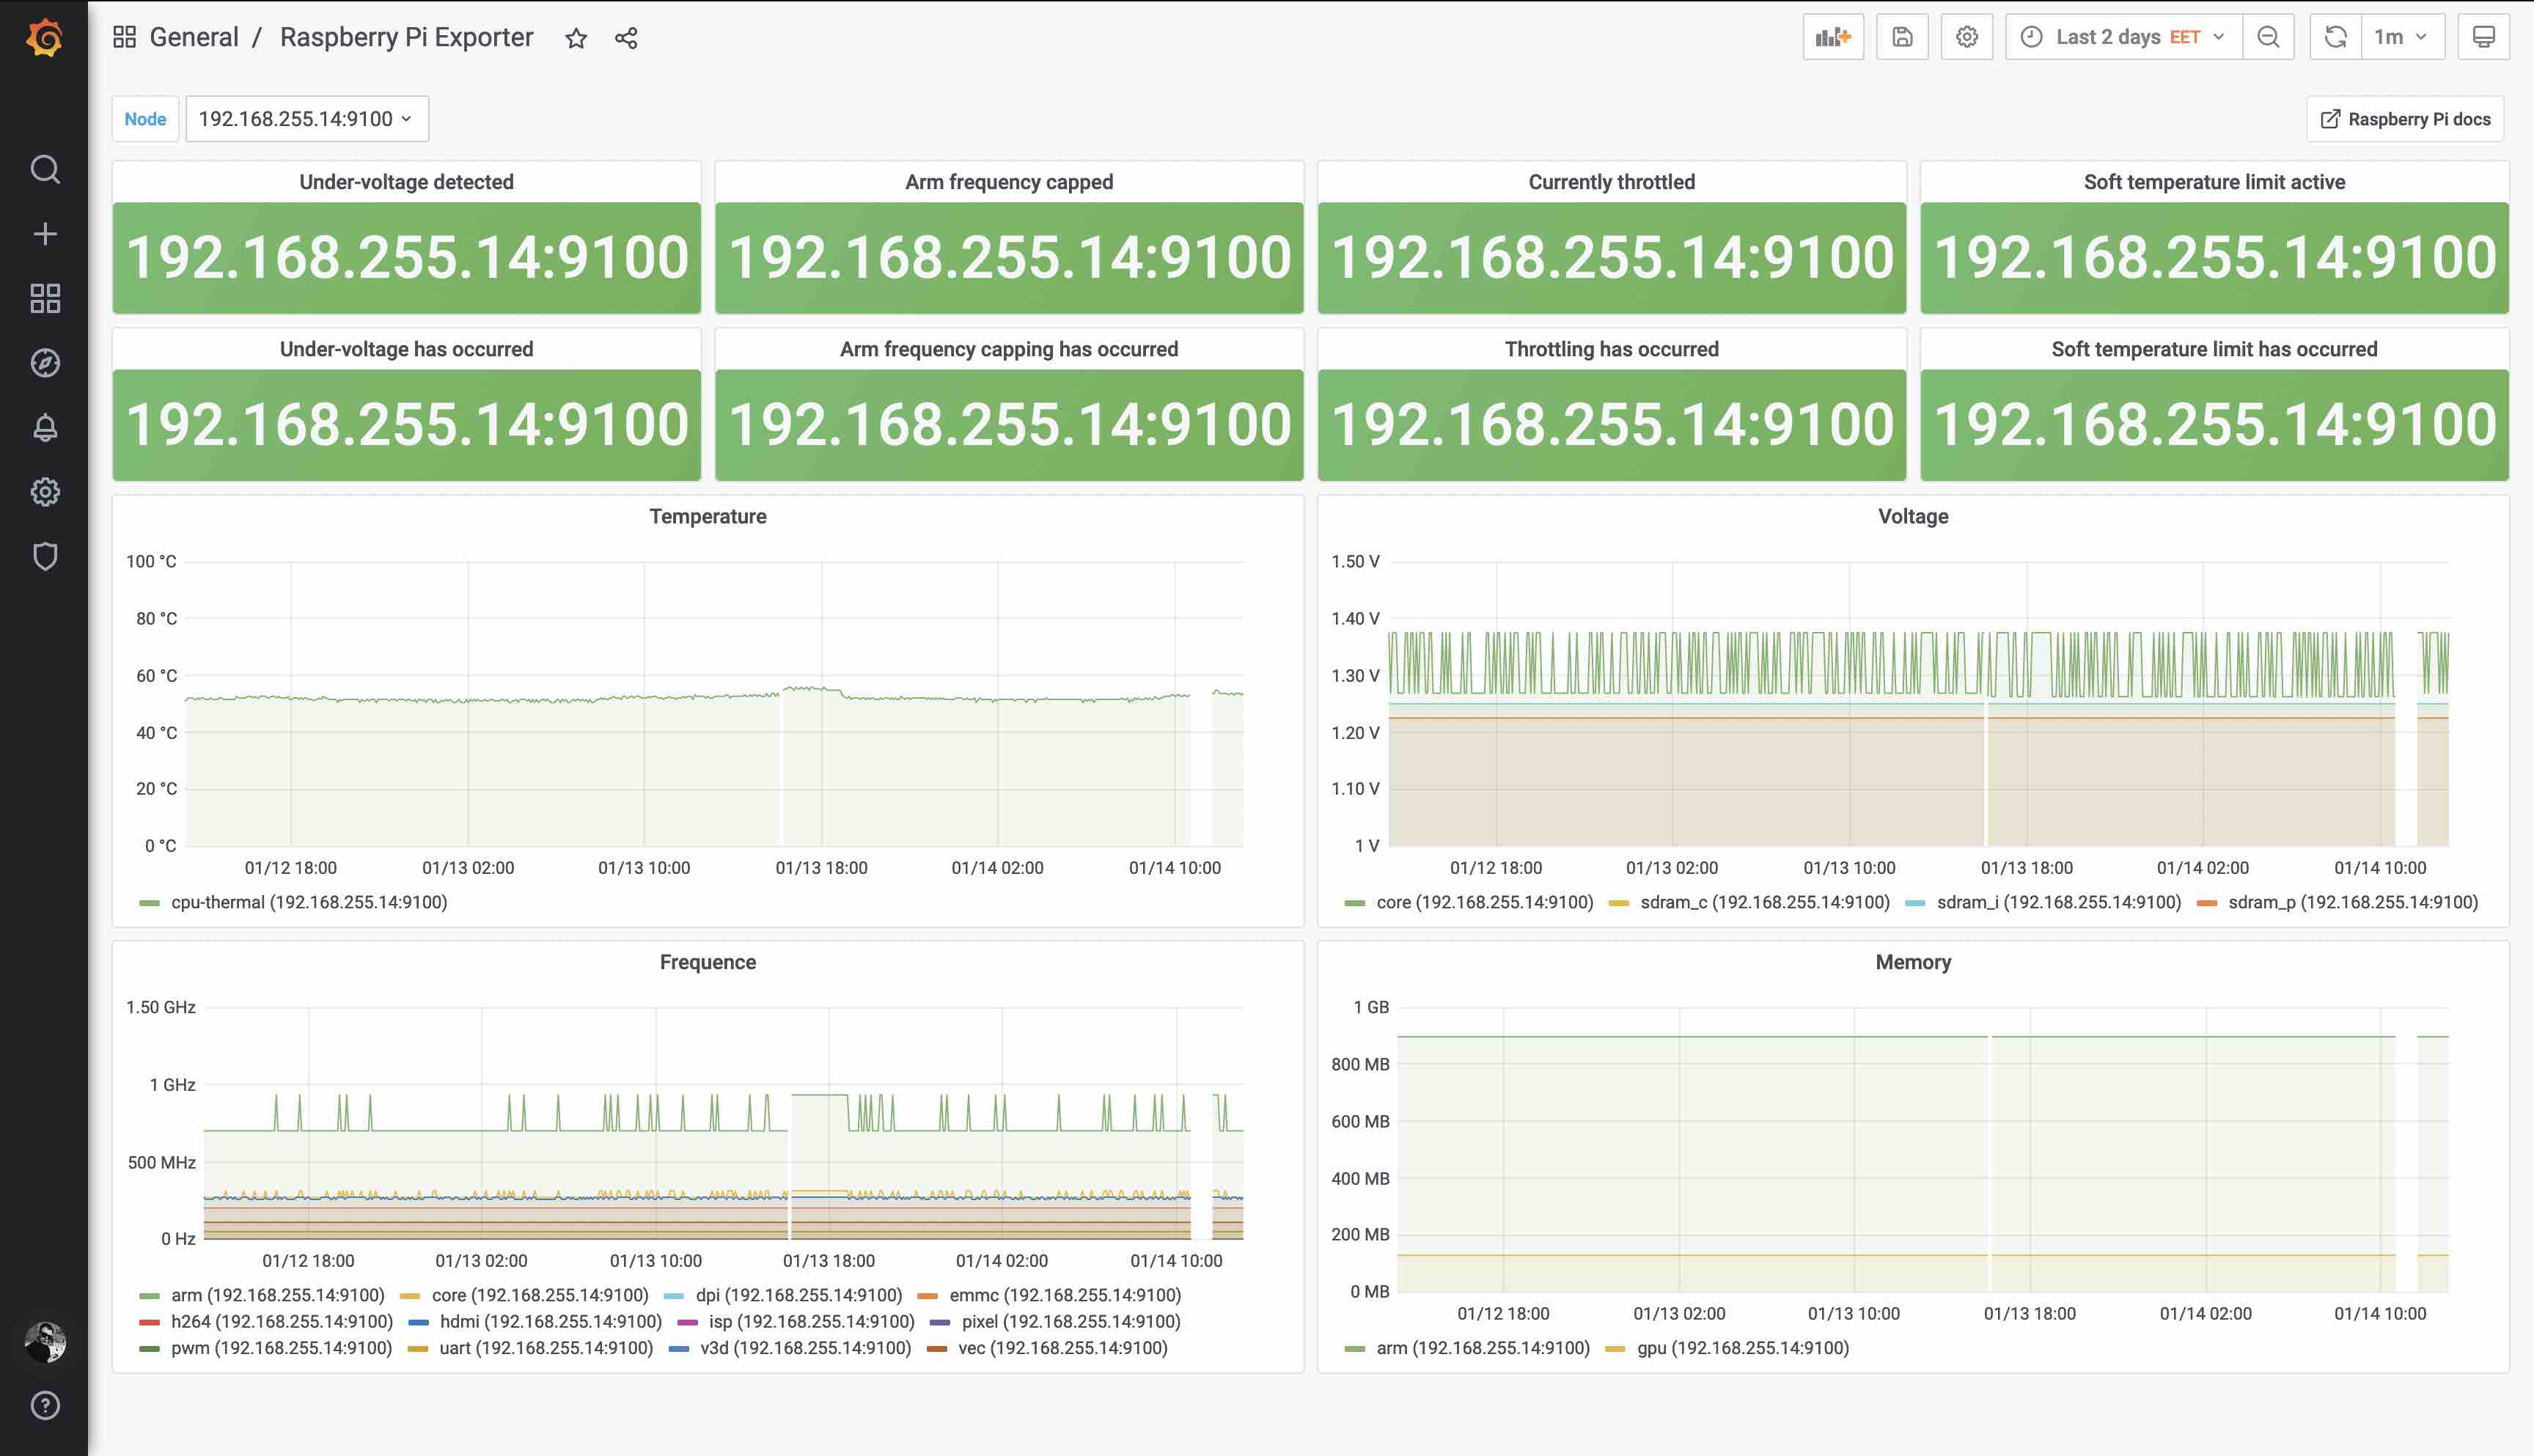 General / Raspberry Pi Exporter
Last 2 days EET
1m
Node 192.168.255.14:9100
Raspberry Pi docs
Under-voltage detected
192.168.255.14:9100
Arm frequency capped
192.168.255.14:9100
Currently throttled
192.168.255.14:9100
Soft temperature limit active
192.168.255.14:9100
Under-voltage has occurred
192.168.255.14:9100
Arm frequency capping has occurred
192.168.255.14:9100
Throttling has occurred
192.168.255.14:9100
Soft temperature limit has occurred
192.168.255.14:9100
Temperature
100 °C
80 °C
60 °C
40 °C
20 °C
0 °C
01/12 18:00 01/13 02:00 01/13 10:00 01/13 18:00 01/14 02:00 01/14 10:00
cpu-thermal (192.168.255.14:9100)
Voltage
1.50 V
1.40 V
1.30 V
1.20 V
1.10 V
1 V
01/12 18:00 01/13 02:00 01/13 10:00 01/13 18:00 01/14 02:00 01/14 10:00
core (192.168.255.14:9100) sdram_c (192.168.255.14:9100) sdram_i (192.168.255.14:9100) sdram_p (192.168.255.14:9100)
Frequence
1.50 GHz
1 GHz
500 MHz
0 Hz
01/12 18:00 01/13 02:00 01/13 10:00 01/13 18:00 01/14 02:00 01/14 10:00
arm (192.168.255.14:9100) core (192.168.255.14:9100) dpi (192.168.255.14:9100) emmc (192.168.255.14:9100)
h264 (192.168.255.14:9100) hdmi (192.168.255.14:9100) isp (192.168.255.14:9100) pixel (192.168.255.14:9100)
pwm (192.168.255.14:9100) uart (192.168.255.14:9100) v3d (192.168.255.14:9100) vec (192.168.255.14:9100)
Memory
1 GB
800 MB
600 MB
400 MB
200 MB
0 MB
01/12 18:00 01/13 02:00 01/13 10:00 01/13 18:00 01/14 02:00 01/14 10:00
arm (192.168.255.14:9100) gpu (192.168.255.14:9100)